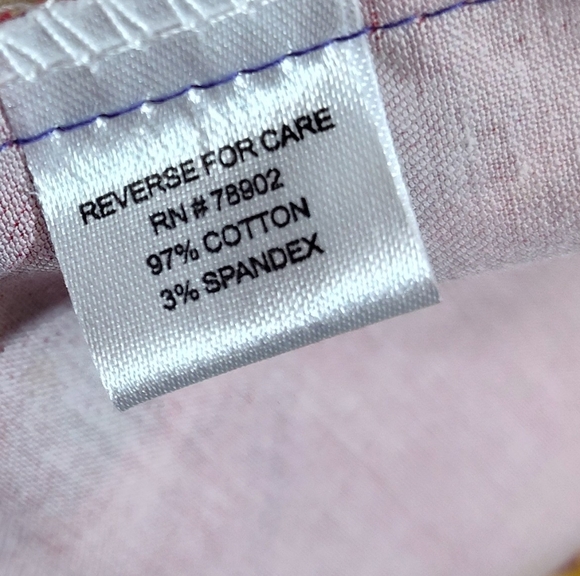 REVERSE FOR CARE
RN # 78902
97% COTTON
3% SPANDEX